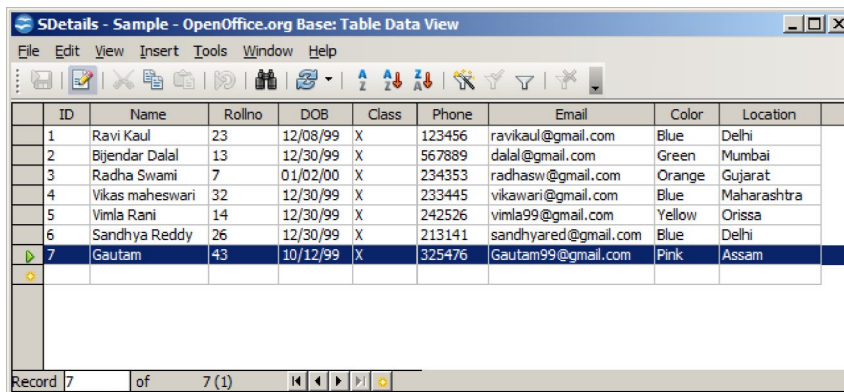 SDetails - Sample - OpenOffice.org Base: Table Data View
File Edit View Insert Tools Window Help
ID Name Rollno DOB Class Phone Email Color Location
1 Ravi Kaul 23 12/08/99 X 123456 ravikaul@gmail.com Blue Delhi
2 Bijendar Dalal 13 12/30/99 X 567889 dalal@gmail.com Green Mumbai
3 Radha Swami 7 01/02/00 X 234353 radhasw@gmail.com Orange Gujarat
4 Vikas maheswari 32 12/30/99 X 233445 vikawari@gmail.com Blue Maharashtra
5 Vimla Rani 14 12/30/99 X 242526 vimla99@gmail.com Yellow Orissa
6 Sandhya Reddy 26 12/30/99 X 213141 sandhyared@gmail.com Blue Delhi
7 Gautam 43 10/12/99 X 325476 Gautam99@gmail.com Pink Assam
Record 7 of 7 (1)